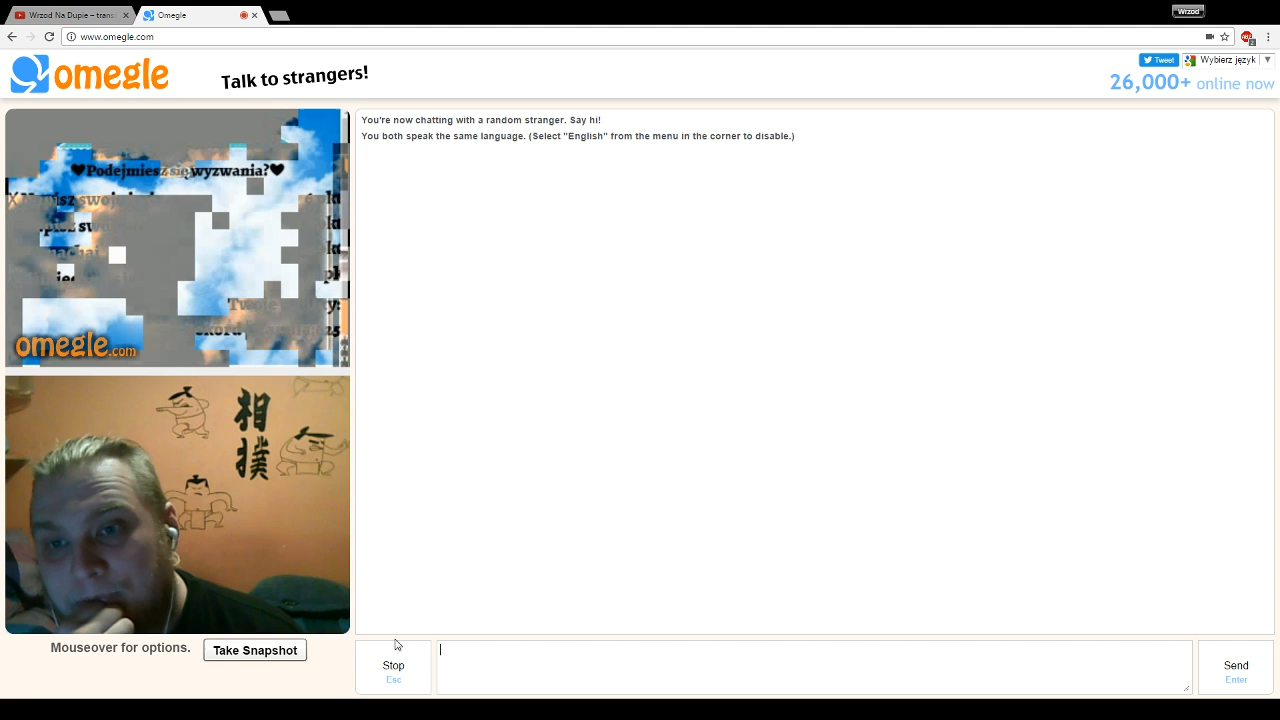 Wrzod Na Dupie – trans
Omegle
Wrzod
www.omegle.com
omegle
Talk to strangers!
Tweet
Wybierz język
26,000+ online now
You're now chatting with a random stranger. Say hi!
You both speak the same language. (Select "English" from the menu in the corner to disable.)
♥Podejmiesz się wyzwania?♥
omegle.com
相
撲
Mouseover for options.
Take Snapshot
Stop
Esc
Send
Enter